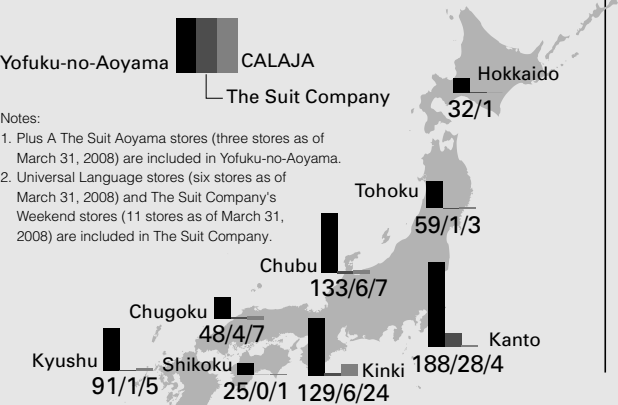 Yofuku-no-Aoyama
CALAJA
The Suit Company
Notes:
1. Plus A The Suit Aoyama stores (three stores as of
March 31, 2008) are included in Yofuku-no-Aoyama.
2. Universal Language stores (six stores as of
March 31, 2008) and The Suit Company's
Weekend stores (11 stores as of March 31,
2008) are included in The Suit Company.
Hokkaido
32/1
Tohoku
59/1/3
Chubu
133/6/7
Chugoku
48/4/7
Kanto
188/28/4
Kyushu
91/1/5
Shikoku
25/0/1
Kinki
129/6/24